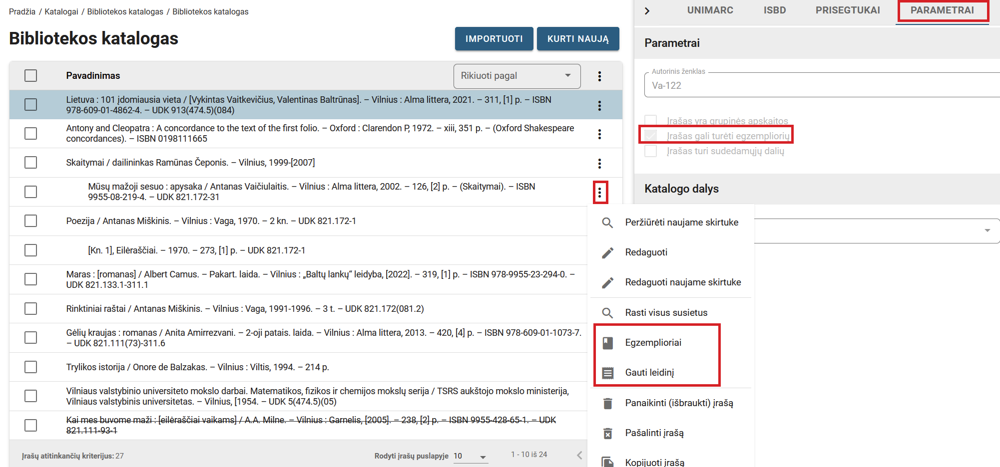 Pradžia / Katalogai / Bibliotekos katalogas / Bibliotekos katalogas
Bibliotekos katalogas
IMPORTUOTI
KURTI NAUJĄ
Pavadinimas
Rikiuoti pagal
Lietuva : 101 įdomiausia vieta / [Vykintas Vaitkevičius, Valentinas Baltrūnas]. – Vilnius : Alma littera, 2021. – 311, [1] p. – ISBN
978-609-01-4862-4. – UDK 913(474.5)(084)
Antony and Cleopatra : A concordance to the text of the first folio. – Oxford : Clarendon P, 1972. – xiii, 351 p. – (Oxford Shakespeare
concordances). – ISBN 0198111665
Skaitymai / dailininkas Ramūnas Čeponis. – Vilnius, 1999-[2007]
Mūsų mažoji sesuo : apysaka / Antanas Vaičiulaitis. – Vilnius : Alma littera, 2002. – 126, [2] p. – (Skaitymai). – ISBN
9955-08-219-4. – UDK 821.172-31
Poezija / Antanas Miškinis. – Vilnius : Vaga, 1970. – 2 kn. – UDK 821.172-1
[Kn. 1], Eilėraščiai. – 1970. – 273, [1] p. – UDK 821.172-1
Maras : [romanas] / Albert Camus. – Pakart. laida. – Vilnius : „Baltų lankų“ leidyba, [2022]. – 319, [1] p. – ISBN 978-9955-23-294-0. –
UDK 821.133.1-311.1
Rinktiniai raštai / Antanas Miškinis. – Vilnius : Vaga, 1991-1996. – 3 t. – UDK 821.172(081.2)
Gėlių kraujas : romanas / Anita Amirrezvani. – 2-oji patais. laida. – Vilnius : Alma littera, 2013. – 420, [4] p. – ISBN 978-609-01-1073-7.
– UDK 821.111(73)-311.6
Trylikos istorija / Onore de Balzakas. – Vilnius : Viltis, 1994. – 214 p.
Vilniaus valstybinio universiteto mokslo darbai. Matematikos, fizikos ir chemijos mokslų serija / TSRS aukštojo mokslo ministerija,
Vilniaus valstybinis universitetas. – Vilnius, [1954. – UDK 5(474.5)(05)
Kai mes buvome maži : [eilėraščiai vaikams] / A.A. Milne. – Vilnius : Garnelis, [2005]. – 238, [2] p. – ISBN 9955-428-65-1. – UDK
821.111-93-1
Įrašų atitinkančių kriterijus: 27
Rodyti įrašų puslapyje 10
1 - 10 iš 24
UNIMARC
ISBD
PRISEGTUKAI
PARAMETRAI
Parametrai
Autorinis ženklas
Va-122
Įrašas yra grupinės apskaitos
Įrašas gali turėti egzempliorių
Įrašas turi sudedamųjų dalių
Katalogo dalys
Peržiūrėti naujame skirtuke
Redaguoti
Redaguoti naujame skirtuke
Rasti visus susietus
Egzemplioriai
Gauti leidinį
Panaikinti (išbraukti) įrašą
Pašalinti įrašą
Kopijuoti įrašą